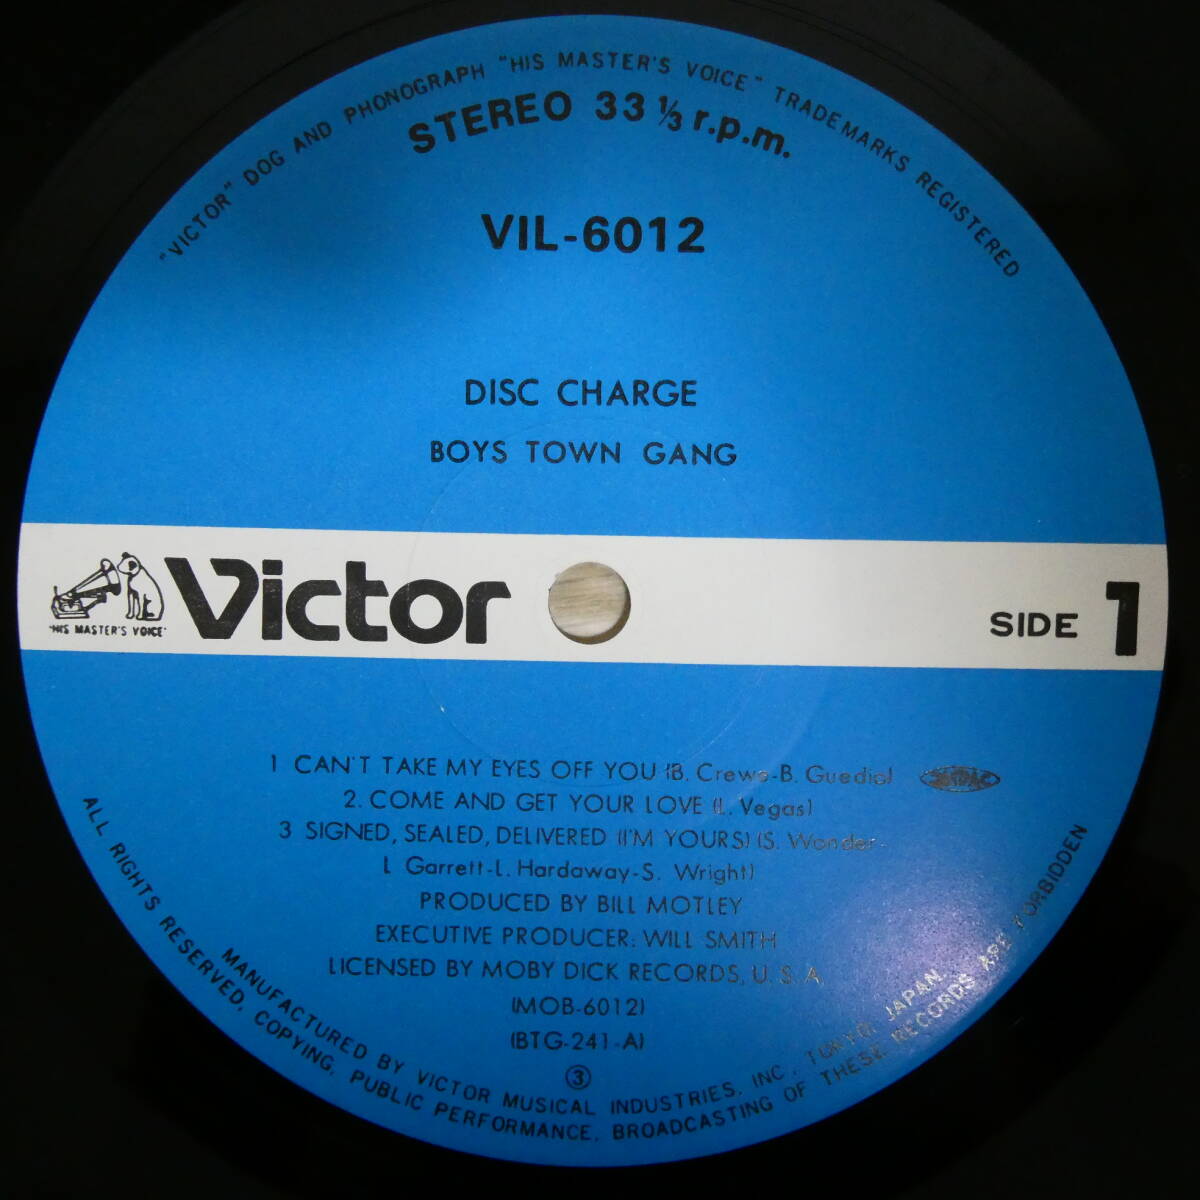 "VICTOR" DOG AND PHONOGRAPH "HIS MASTER'S VOICE" TRADEMARKS REGISTERED
STEREO 33 ⅓ r.p.m.
VIL-6012
DISC CHARGE
BOYS TOWN GANG
"HIS MASTER'S VOICE"
Victor
SIDE 1
1 CAN'T TAKE MY EYES OFF YOU (B. Crewe-B. Guedio)
2. COME AND GET YOUR LOVE (L. Vegas)
3 SIGNED, SEALED, DELIVERED (I'M YOURS) (S. Wonder-
L Garrett-L. Hardaway-S. Wright)
PRODUCED BY BILL MOTLEY
EXECUTIVE PRODUCER: WILL SMITH
LICENSED BY MOBY DICK RECORDS, U. S. A.
(MOB-6012)
(BTG-241-A)
③
MANUFACTURED BY VICTOR MUSICAL INDUSTRIES, INC., TOKYO, JAPAN.
ALL RIGHTS RESERVED. COPYING, PUBLIC PERFORMANCE, BROADCASTING OF THESE RECORDS ARE FORBIDDEN